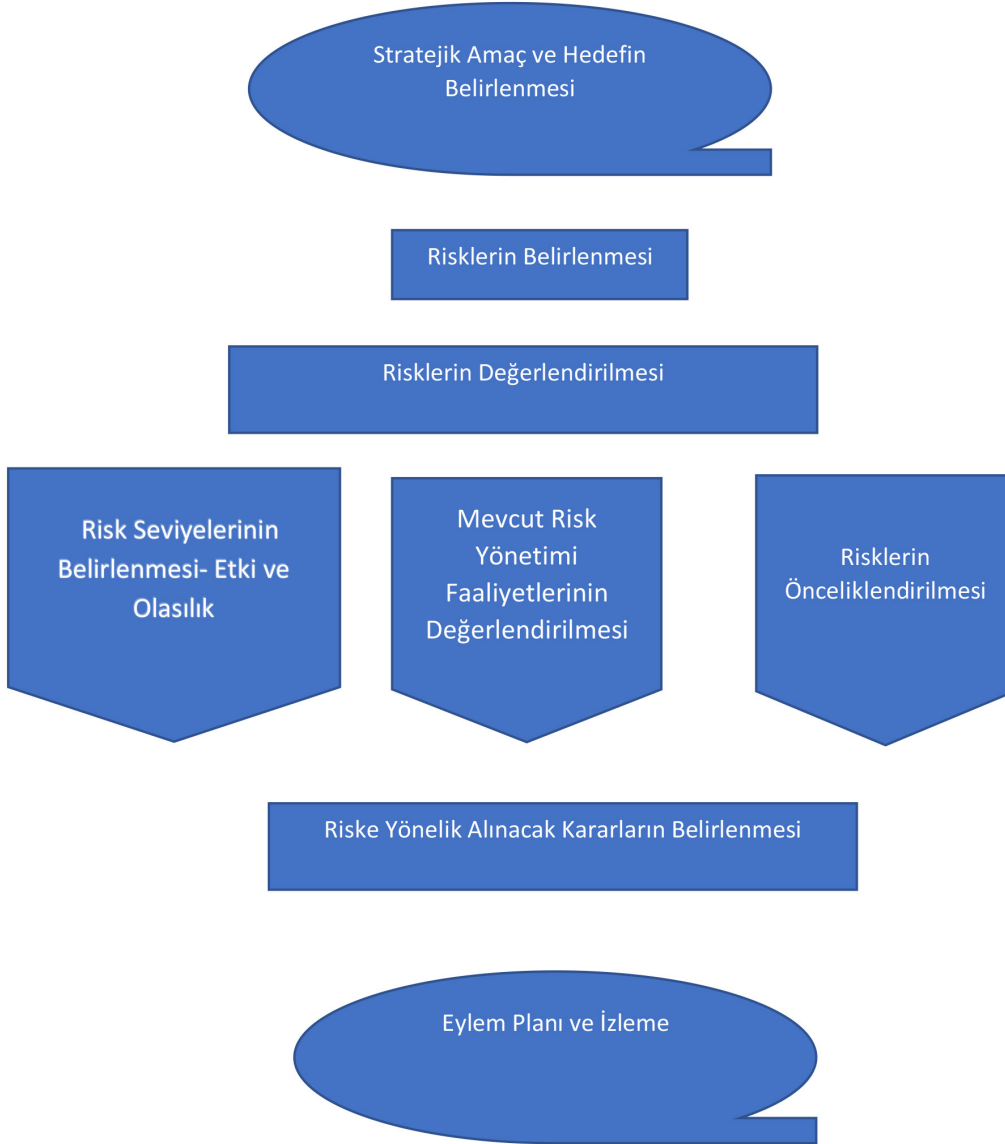 Stratejik Amaç ve Hedefin
Belirlenmesi
Risklerin Belirlenmesi
Risklerin Değerlendirilmesi
Risk Seviyelerinin
Belirlenmesi- Etki ve
Olasılık
Mevcut Risk
Yönetimi
Faaliyetlerinin
Değerlendirilmesi
Risklerin
Önceliklendirilmesi
Riske Yönelik Alınacak Kararların Belirlenmesi
Eylem Planı ve İzleme